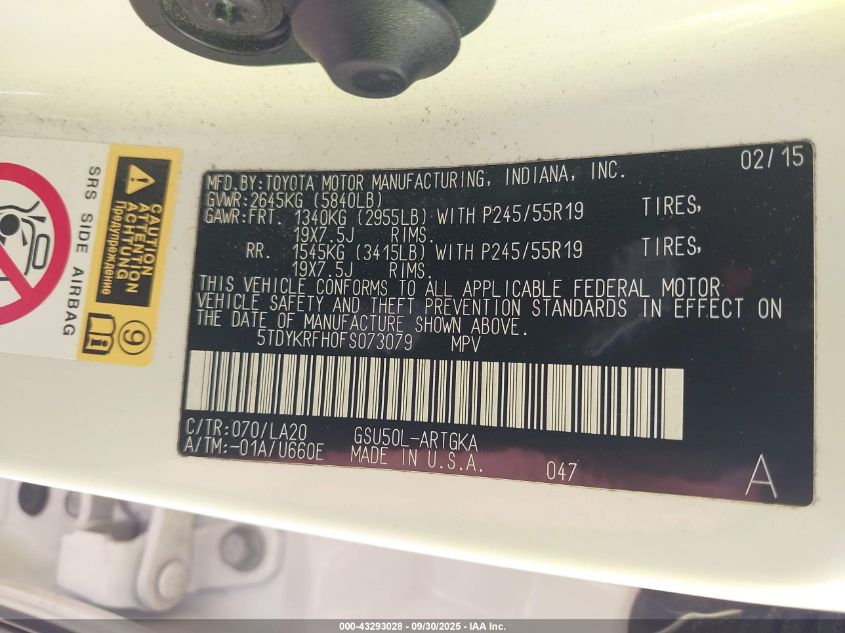 02/15
MFD.BY:TOYOTA MOTOR MANUFACTURING, INDIANA, INC.
GVWR:2645KG (5840LB)
GAWR:FRT. 1340KG (2955LB) WITH P245/55R19 TIRES,
19X7.5J RIMS.
RR. 1545KG (3415LB) WITH P245/55R19 TIRES,
19X7.5J RIMS.
THIS VEHICLE CONFORMS TO ALL APPLICABLE FEDERAL MOTOR
VEHICLE SAFETY AND THEFT PREVENTION STANDARDS IN EFFECT ON
THE DATE OF MANUFACTURE SHOWN ABOVE.
5TDYKRFH0FS073079 MPV
C/TR:070/LA20 GSU50L-ARTGKA
A/TM:-01A/U660E MADE IN U.S.A. 047 A
CAUTION
ATTENTION
ATENCION
Предупреждение
SRS SIDE AIRBAG
9
000-43293028 - 09/30/2025 - IAA Inc.